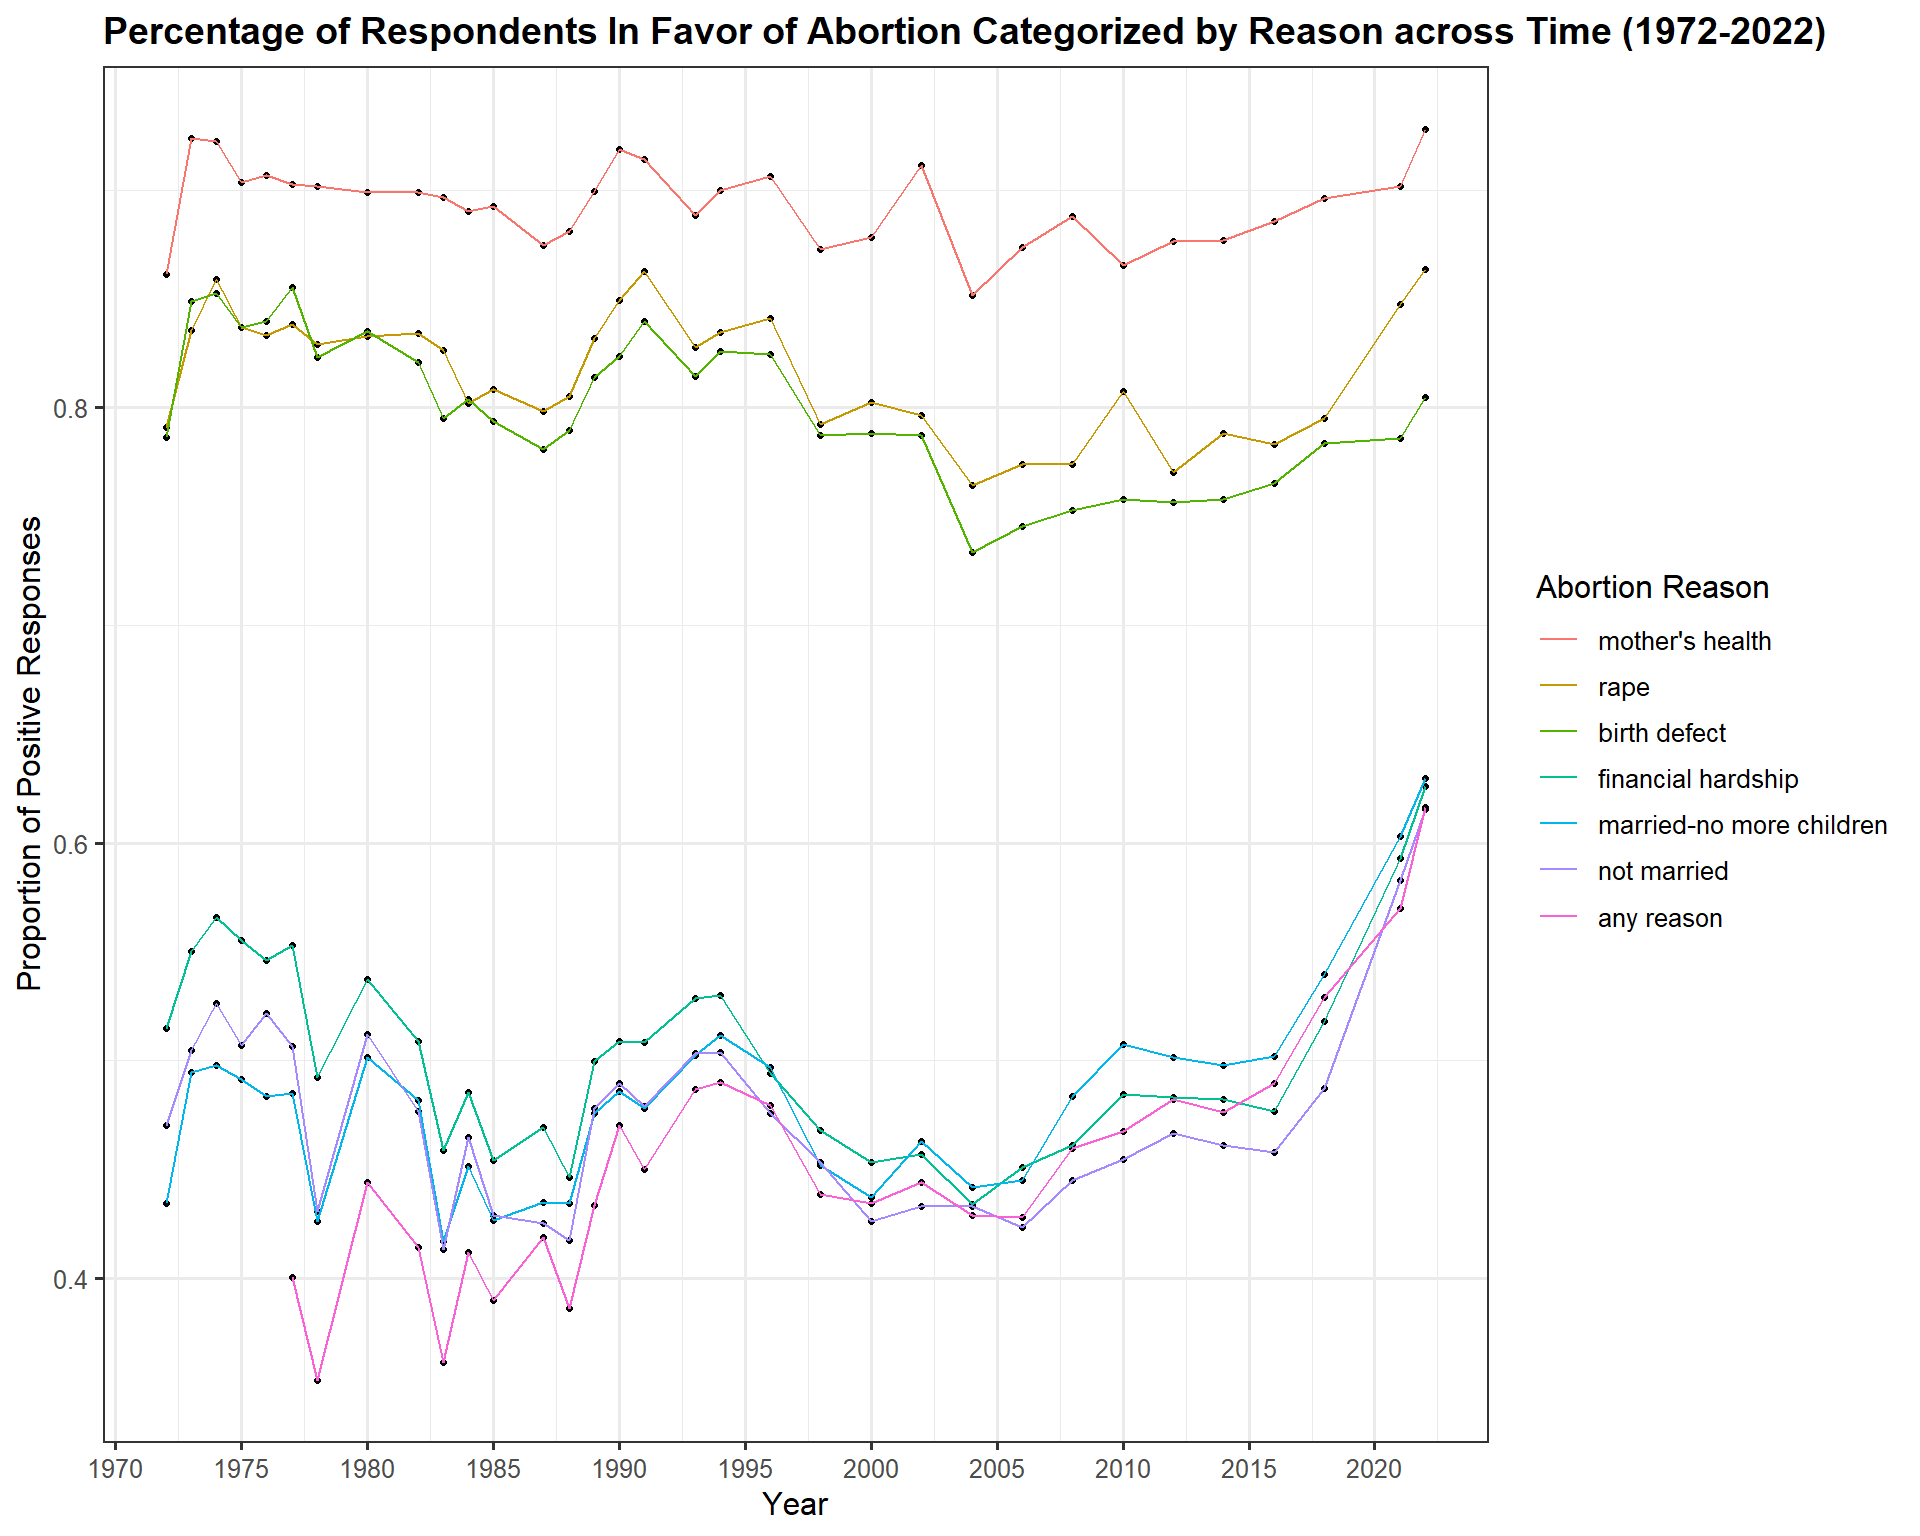 Percentage of Respondents In Favor of Abortion Categorized by Reason across Time (1972-2022)
Proportion of Positive Responses
0.8
0.6
0.4
1970 1975 1980 1985 1990 1995 2000 2005 2010 2015 2020
Year
Abortion Reason
mother's health
rape
birth defect
financial hardship
married-no more children
not married
any reason